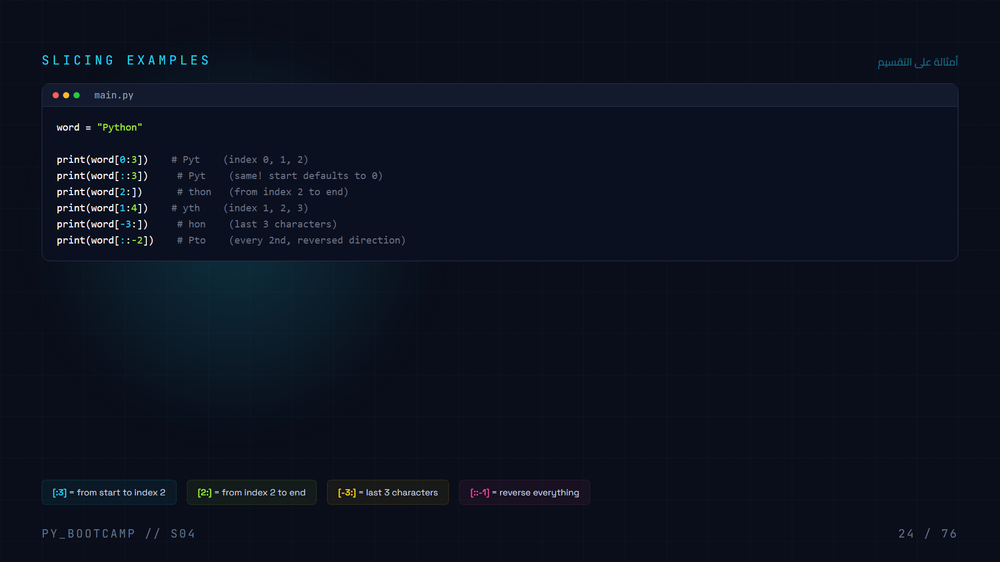 SLICING EXAMPLES
أمثالة على التقسيم
main.py
word = "Python"
print(word[0:3])    # Pyt    (index 0, 1, 2)
print(word[::3])     # Pyt    (same! start defaults to 0)
print(word[2:])      # thon   (from index 2 to end)
print(word[1:4])    # yth    (index 1, 2, 3)
print(word[-3:])     # hon    (last 3 characters)
print(word[::-2])    # Pto    (every 2nd, reversed direction)
[:3] = from start to index 2
[2:] = from index 2 to end
[-3:] = last 3 characters
[::-1] = reverse everything
PY_BOOTCAMP // S04
24 / 76